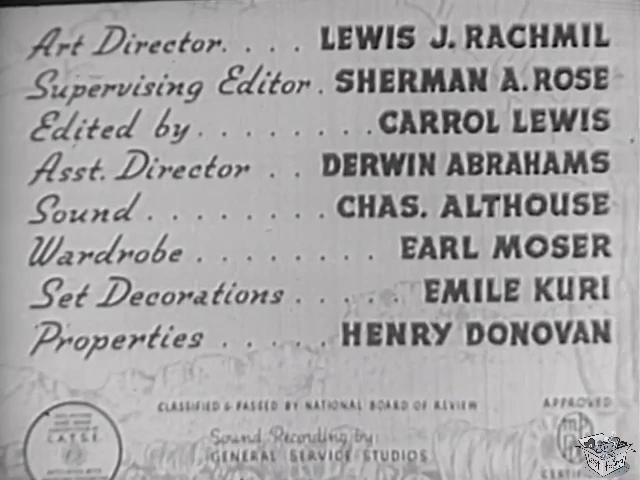 Art Director. . . . LEWIS J. RACHMIL
Supervising Editor . SHERMAN A. ROSE
Edited by . . . . . . . . CARROL LEWIS
Asst. Director . . DERWIN ABRAHAMS
Sound . . . . . . . . CHAS. ALTHOUSE
Wardrobe . . . . . . . . EARL MOSER
Set Decorations . . . . . EMILE KURI
Properties . . . . . HENRY DONOVAN
CLASSIFIED & PASSED BY NATIONAL BOARD OF REVIEW
APPROVED
I.A.T.S.E.
Sound Recording by
GENERAL SERVICE STUDIOS